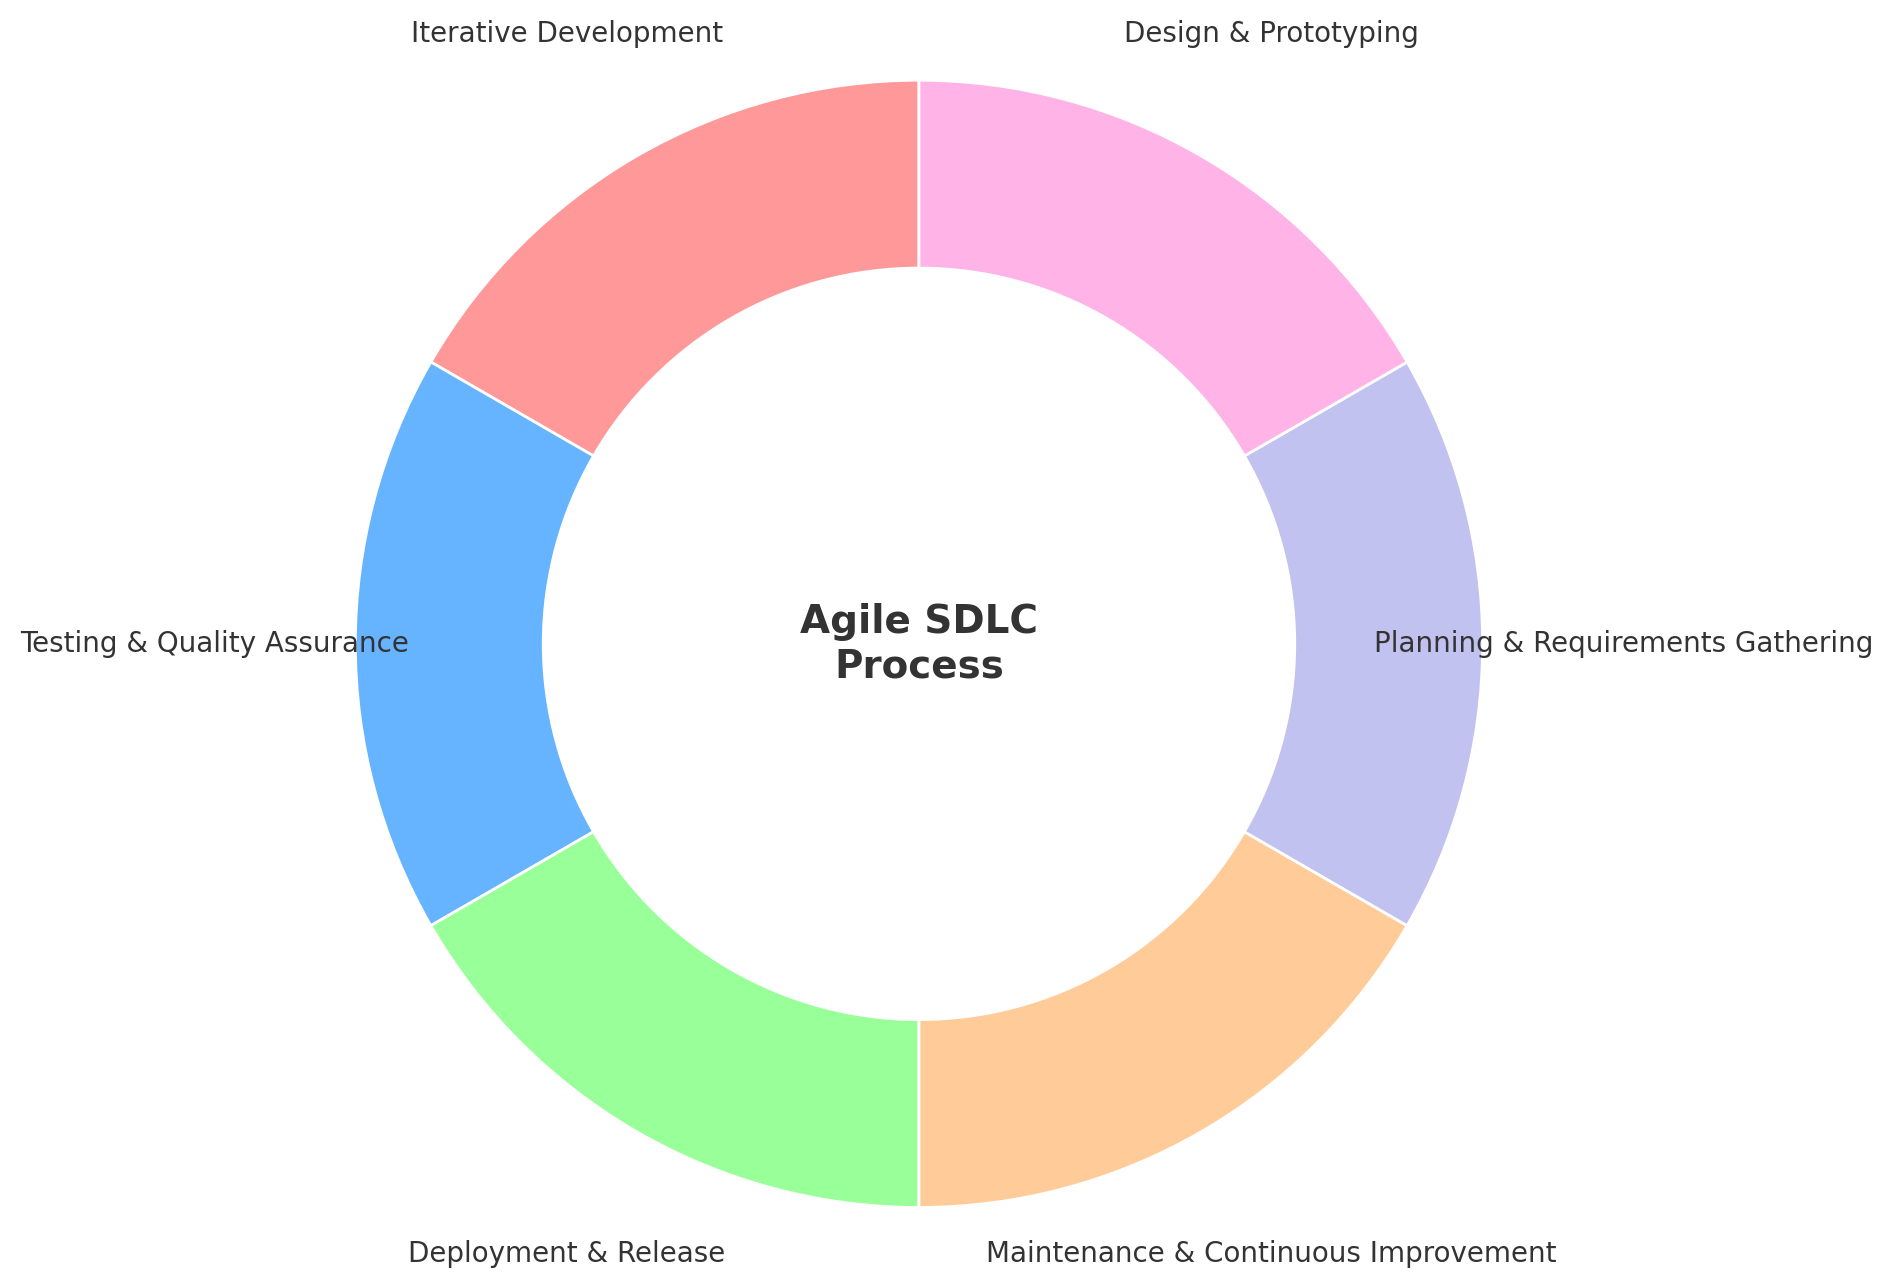 Iterative Development
Design & Prototyping
Agile SDLC
Process
Testing & Quality Assurance
Planning & Requirements Gathering
Deployment & Release
Maintenance & Continuous Improvement